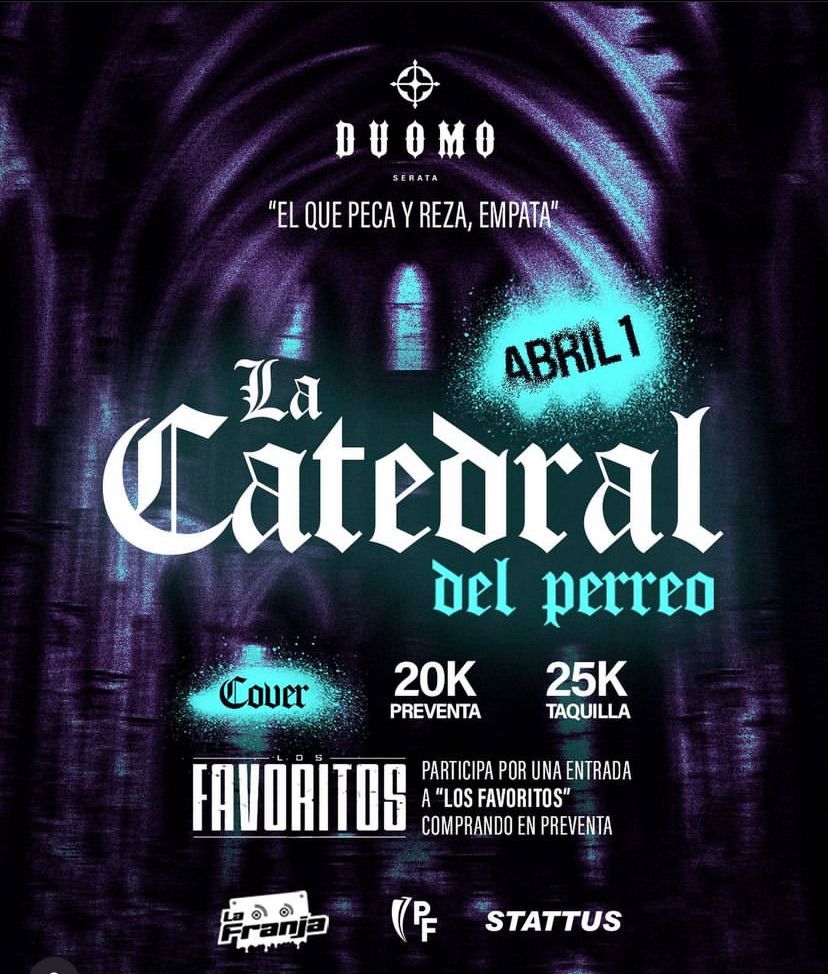 DUOMO
SERATA
"EL QUE PECA Y REZA, EMPATA"
ABRIL 1
La
Catedral
del perreo
Cover
20K
PREVENTA
25K
TAQUILLA
LOS
FAVORITOS
PARTICIPA POR UNA ENTRADA
A "LOS FAVORITOS"
COMPRANDO EN PREVENTA
La
Franja
PF
STATTUS